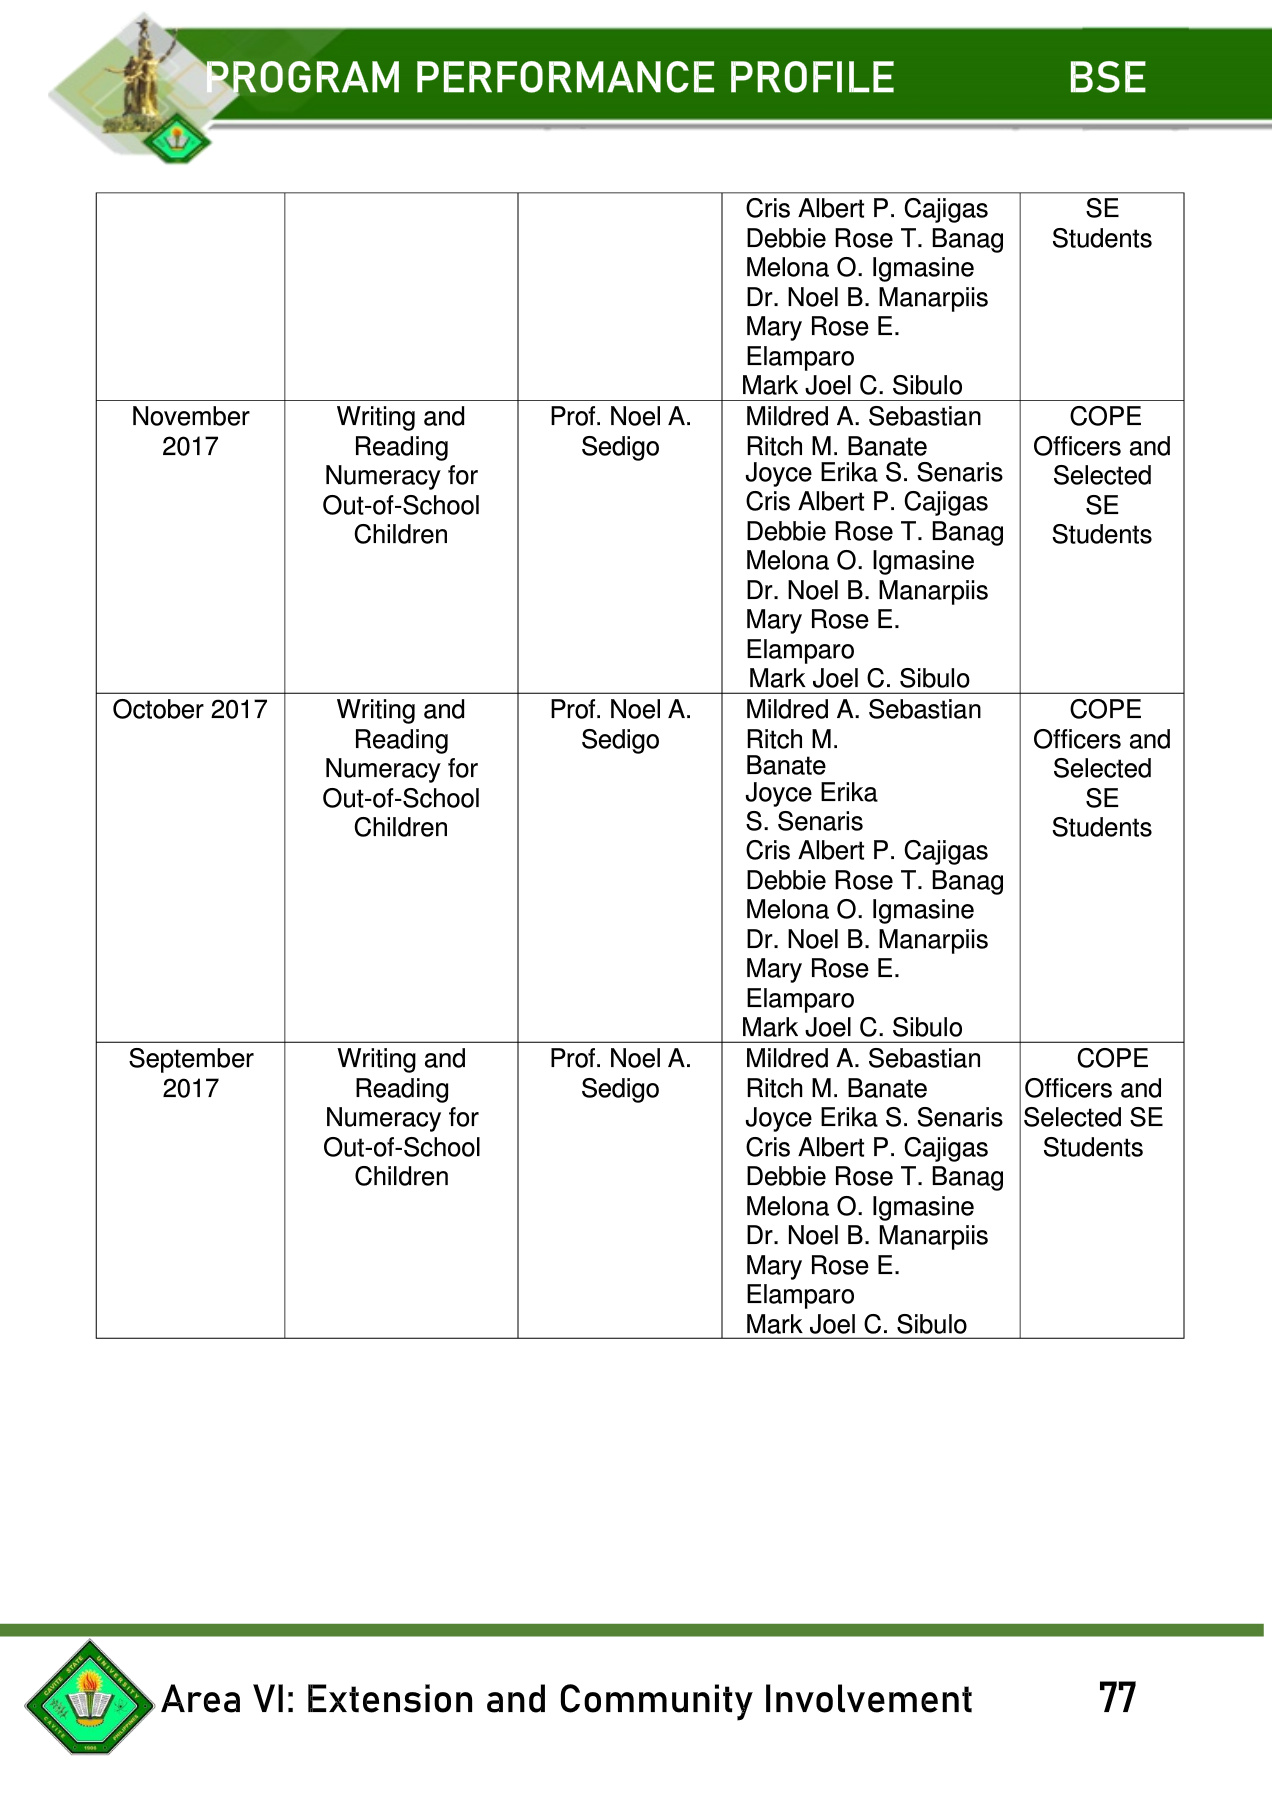 PROGRAM PERFORMANCE PROFILE BSE
Cris Albert P. Cajigas
Debbie Rose T. Banag
Melona O. Igmasine
Dr. Noel B. Manarpiis
Mary Rose E.
Elamparo
Mark Joel C. Sibulo
SE
Students
November
2017
Writing and
Reading
Numeracy for
Out-of-School
Children
Prof. Noel A.
Sedigo
Mildred A. Sebastian
Ritch M. Banate
Joyce Erika S. Senaris
Cris Albert P. Cajigas
Debbie Rose T. Banag
Melona O. Igmasine
Dr. Noel B. Manarpiis
Mary Rose E.
Elamparo
Mark Joel C. Sibulo
COPE
Officers and
Selected
SE
Students
October 2017
Writing and
Reading
Numeracy for
Out-of-School
Children
Prof. Noel A.
Sedigo
Mildred A. Sebastian
Ritch M.
Banate
Joyce Erika
S. Senaris
Cris Albert P. Cajigas
Debbie Rose T. Banag
Melona O. Igmasine
Dr. Noel B. Manarpiis
Mary Rose E.
Elamparo
Mark Joel C. Sibulo
COPE
Officers and
Selected
SE
Students
September
2017
Writing and
Reading
Numeracy for
Out-of-School
Children
Prof. Noel A.
Sedigo
Mildred A. Sebastian
Ritch M. Banate
Joyce Erika S. Senaris
Cris Albert P. Cajigas
Debbie Rose T. Banag
Melona O. Igmasine
Dr. Noel B. Manarpiis
Mary Rose E.
Elamparo
Mark Joel C. Sibulo
COPE
Officers and
Selected SE
Students
CAVITE STATE UNIVERSITY
CAVITE
PHILIPPINES
1906
Area VI: Extension and Community Involvement 77